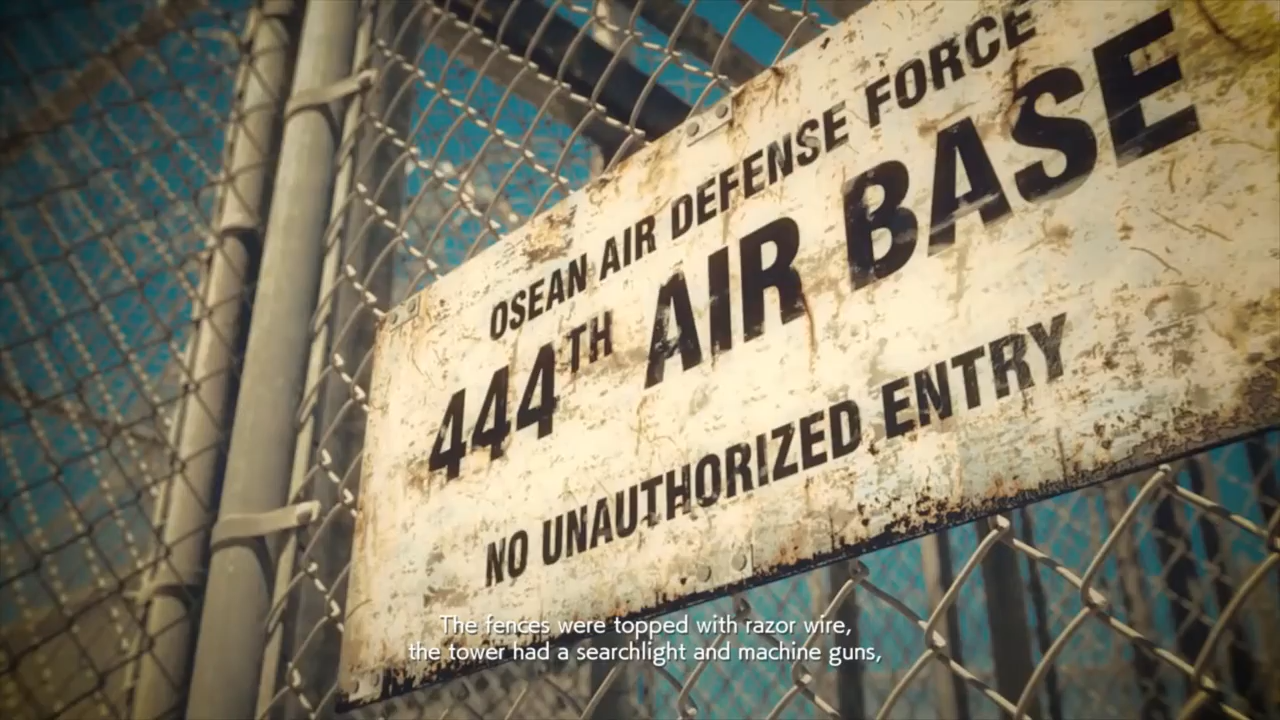 OSEAN AIR DEFENSE FORCE
444TH AIR BASE
NO UNAUTHORIZED ENTRY
The fences were topped with razor wire,
the tower had a searchlight and machine guns,